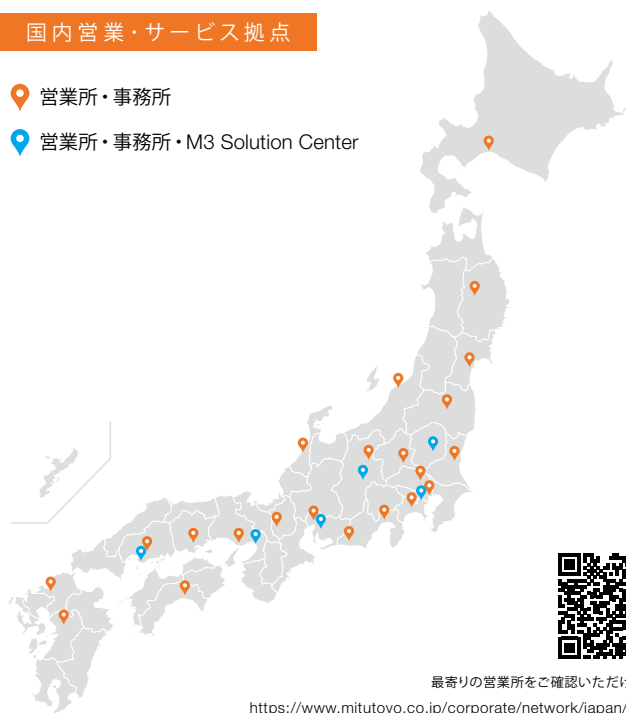 国内営業・サービス拠点
営業所・事務所
営業所・事務所・M3 Solution Center
最寄りの営業所をご確認いただけ
https://www.mitutoyo.co.jp/corporate/network/japan/